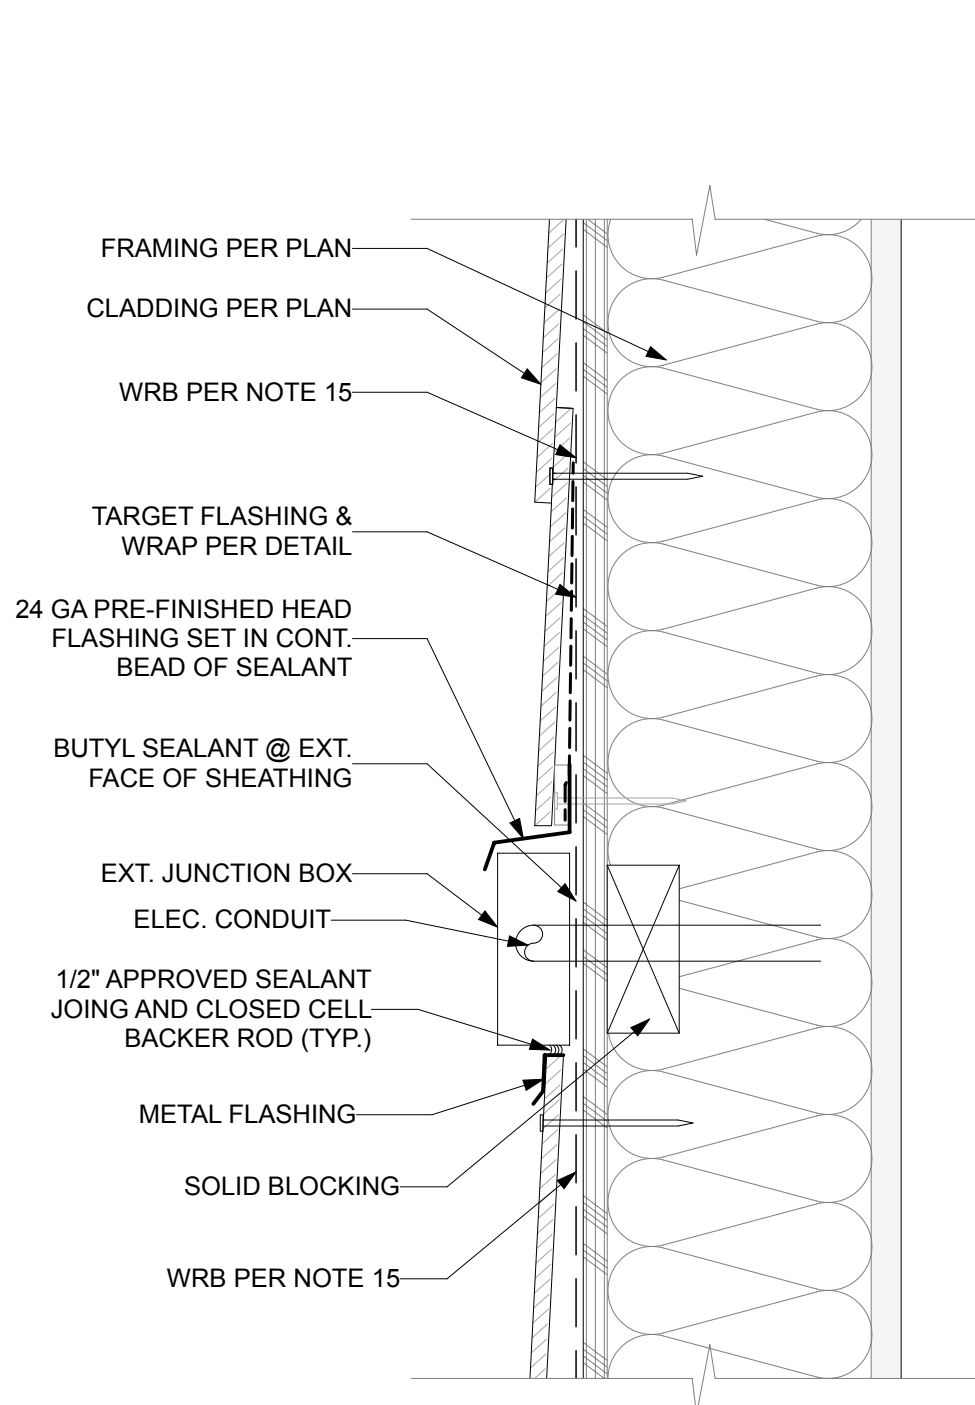 FRAMING PER PLAN
CLADDING PER PLAN
WRB PER NOTE 15
TARGET FLASHING &
WRAP PER DETAIL
24 GA PRE-FINISHED HEAD
FLASHING SET IN CONT.
BEAD OF SEALANT
BUTYL SEALANT @ EXT.
FACE OF SHEATHING
EXT. JUNCTION BOX
ELEC. CONDUIT
1/2" APPROVED SEALANT
JOING AND CLOSED CELL
BACKER ROD (TYP.)
METAL FLASHING
SOLID BLOCKING
WRB PER NOTE 15